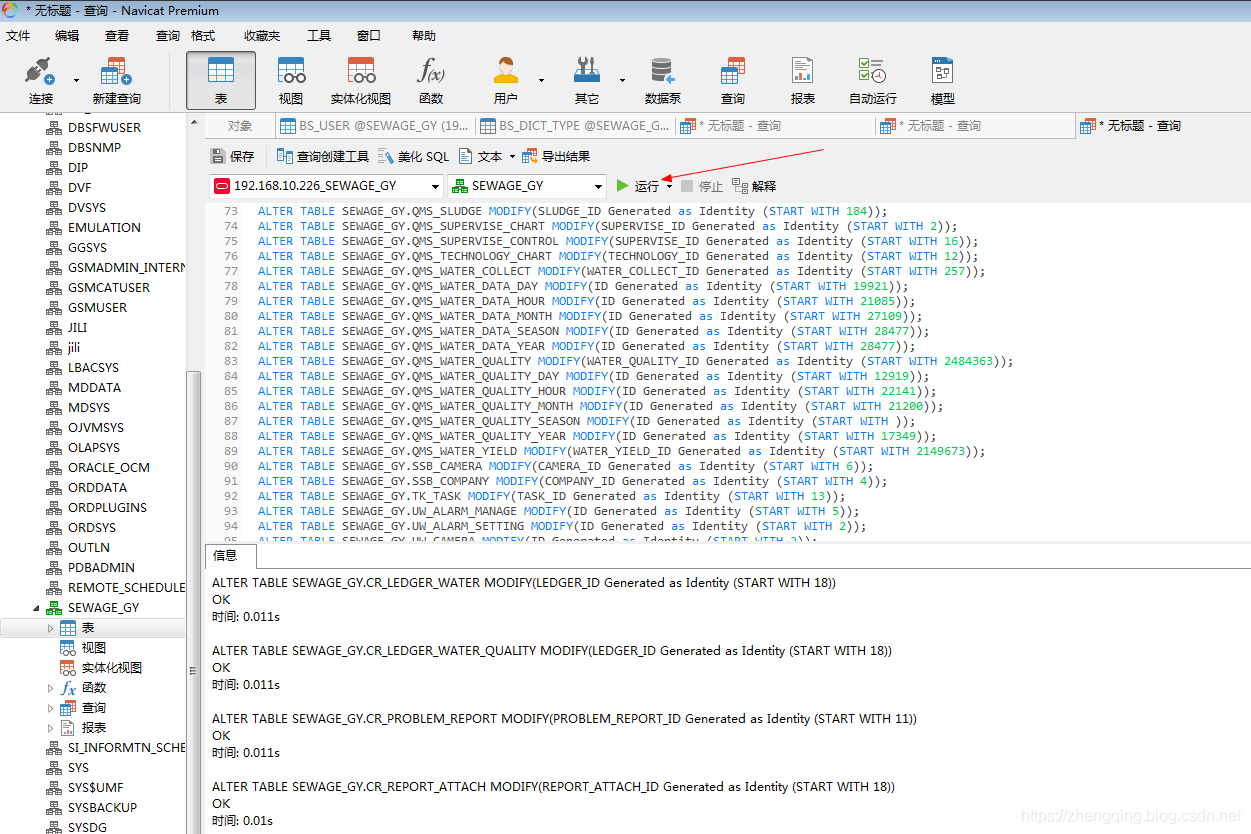 * 无标题 - 查询 - Navicat Premium
文件 编辑 查看 查询 格式 收藏夹 工具 窗口 帮助
连接 新建查询 表 视图 实体化视图 函数 用户 其它 数据泵 查询 报表 自动运行 模型
对象 BS_USER @SEWAGE_GY (19... BS_DICT_TYPE @SEWAGE_G... * 无标题 - 查询 * 无标题 - 查询 * 无标题 - 查询
保存 查询创建工具 美化 SQL 文本 导出结果
192.168.10.226_SEWAGE_GY SEWAGE_GY 运行 停止 解释
DBSFWUSER
DBSNMP
DIP
DVF
DVSYS
EMULATION
GGSYS
GSMADMIN_INTERN
GSMCATUSER
GSMUSER
JILI
jili
LBACSYS
MDDATA
MDSYS
OJVMSYS
OLAPSYS
ORACLE_OCM
ORDDATA
ORDPLUGINS
ORDSYS
OUTLN
PDBADMIN
REMOTE_SCHEDULE
SEWAGE_GY
表
视图
实体化视图
函数
查询
报表
SI_INFORMTN_SCHE
SYS
SYS$UMF
SYSBACKUP
SYSDG
73 ALTER TABLE SEWAGE_GY.QMS_SLUDGE MODIFY(SLUDGE_ID Generated as Identity (START WITH 184));
74 ALTER TABLE SEWAGE_GY.QMS_SUPERVISE_CHART MODIFY(SUPERVISE_ID Generated as Identity (START WITH 2));
75 ALTER TABLE SEWAGE_GY.QMS_SUPERVISE_CONTROL MODIFY(SUPERVISE_ID Generated as Identity (START WITH 16));
76 ALTER TABLE SEWAGE_GY.QMS_TECHNOLOGY_CHART MODIFY(TECHNOLOGY_ID Generated as Identity (START WITH 12));
77 ALTER TABLE SEWAGE_GY.QMS_WATER_COLLECT MODIFY(WATER_COLLECT_ID Generated as Identity (START WITH 257));
78 ALTER TABLE SEWAGE_GY.QMS_WATER_DATA_DAY MODIFY(ID Generated as Identity (START WITH 19921));
79 ALTER TABLE SEWAGE_GY.QMS_WATER_DATA_HOUR MODIFY(ID Generated as Identity (START WITH 21085));
80 ALTER TABLE SEWAGE_GY.QMS_WATER_DATA_MONTH MODIFY(ID Generated as Identity (START WITH 27109));
81 ALTER TABLE SEWAGE_GY.QMS_WATER_DATA_SEASON MODIFY(ID Generated as Identity (START WITH 28477));
82 ALTER TABLE SEWAGE_GY.QMS_WATER_DATA_YEAR MODIFY(ID Generated as Identity (START WITH 28477));
83 ALTER TABLE SEWAGE_GY.QMS_WATER_QUALITY MODIFY(WATER_QUALITY_ID Generated as Identity (START WITH 2484363));
84 ALTER TABLE SEWAGE_GY.QMS_WATER_QUALITY_DAY MODIFY(ID Generated as Identity (START WITH 12919));
85 ALTER TABLE SEWAGE_GY.QMS_WATER_QUALITY_HOUR MODIFY(ID Generated as Identity (START WITH 22141));
86 ALTER TABLE SEWAGE_GY.QMS_WATER_QUALITY_MONTH MODIFY(ID Generated as Identity (START WITH 21200));
87 ALTER TABLE SEWAGE_GY.QMS_WATER_QUALITY_SEASON MODIFY(ID Generated as Identity (START WITH ));
88 ALTER TABLE SEWAGE_GY.QMS_WATER_QUALITY_YEAR MODIFY(ID Generated as Identity (START WITH 17349));
89 ALTER TABLE SEWAGE_GY.QMS_WATER_YIELD MODIFY(WATER_YIELD_ID Generated as Identity (START WITH 2149673));
90 ALTER TABLE SEWAGE_GY.SSB_CAMERA MODIFY(CAMERA_ID Generated as Identity (START WITH 6));
91 ALTER TABLE SEWAGE_GY.SSB_COMPANY MODIFY(COMPANY_ID Generated as Identity (START WITH 4));
92 ALTER TABLE SEWAGE_GY.TK_TASK MODIFY(TASK_ID Generated as Identity (START WITH 13));
93 ALTER TABLE SEWAGE_GY.UW_ALARM_MANAGE MODIFY(ID Generated as Identity (START WITH 5));
94 ALTER TABLE SEWAGE_GY.UW_ALARM_SETTING MODIFY(ID Generated as Identity (START WITH 2));
95 ALTER TABLE SEWAGE_GY.UW_CAMERA MODIFY(ID Generated as Identity (START WITH 2));
信息
ALTER TABLE SEWAGE_GY.CR_LEDGER_WATER MODIFY(LEDGER_ID Generated as Identity (START WITH 18))
OK
时间: 0.011s
ALTER TABLE SEWAGE_GY.CR_LEDGER_WATER_QUALITY MODIFY(LEDGER_ID Generated as Identity (START WITH 18))
OK
时间: 0.011s
ALTER TABLE SEWAGE_GY.CR_PROBLEM_REPORT MODIFY(PROBLEM_REPORT_ID Generated as Identity (START WITH 11))
OK
时间: 0.011s
ALTER TABLE SEWAGE_GY.CR_REPORT_ATTACH MODIFY(REPORT_ATTACH_ID Generated as Identity (START WITH 18))
OK
时间: 0.01s
https://zhengqing.blog.csdn.net